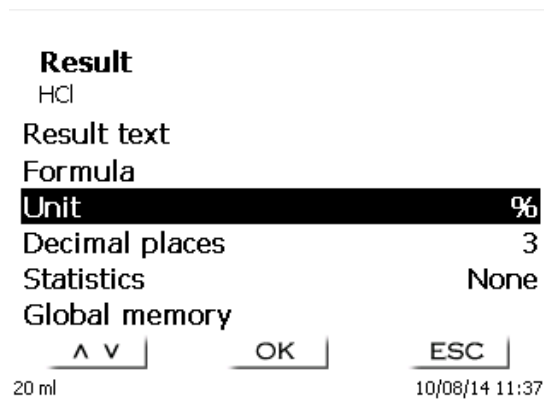 Result
HCl
Result text
Formula
Unit %
Decimal places 3
Statistics None
Global memory
∧ ∨ OK ESC
20 ml 10/08/14 11:37